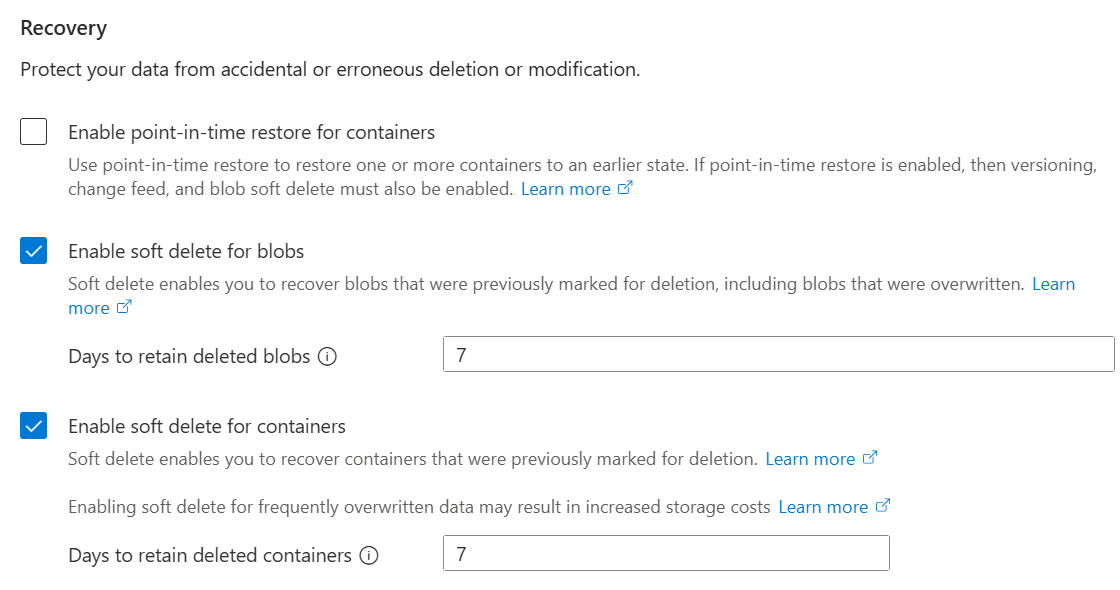 Recovery
Protect your data from accidental or erroneous deletion or modification.
Enable point-in-time restore for containers
Use point-in-time restore to restore one or more containers to an earlier state. If point-in-time restore is enabled, then versioning,
change feed, and blob soft delete must also be enabled. Learn more
Enable soft delete for blobs
Soft delete enables you to recover blobs that were previously marked for deletion, including blobs that were overwritten. Learn
more
Days to retain deleted blobs 7
Enable soft delete for containers
Soft delete enables you to recover containers that were previously marked for deletion. Learn more
Enabling soft delete for frequently overwritten data may result in increased storage costs Learn more
Days to retain deleted containers 7